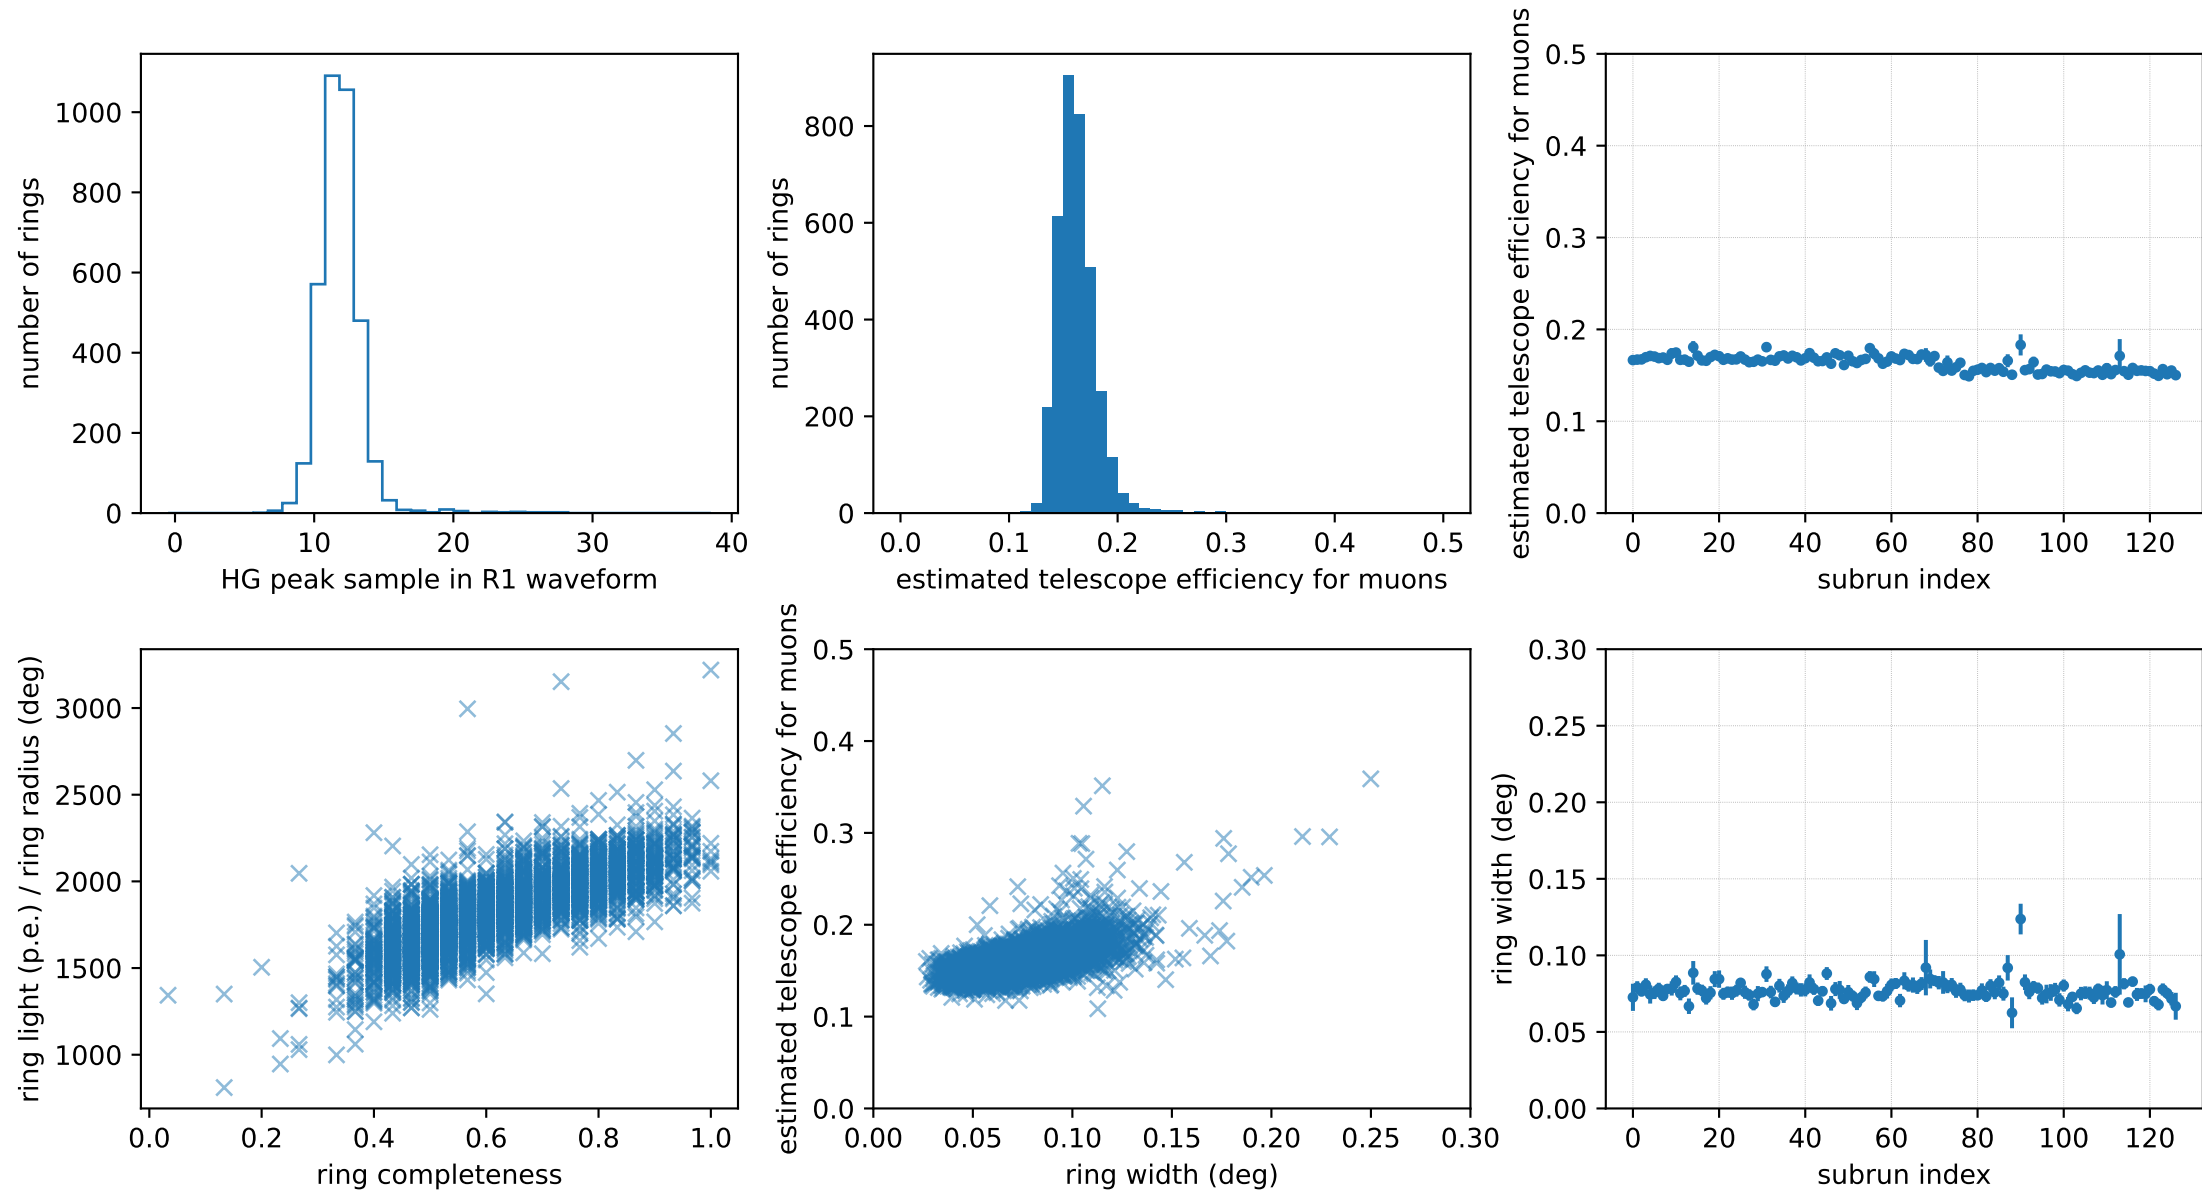 number of rings
1000
800
600
400
200
0
0 10 20 30 40
HG peak sample in R1 waveform
number of rings
800
600
400
200
0
0.0 0.1 0.2 0.3 0.4 0.5
estimated telescope efficiency for muons
estimated telescope efficiency for muons
0.5
0.4
0.3
0.2
0.1
0.0
0 20 40 60 80 100 120
subrun index
ring light (p.e.) / ring radius (deg)
3000
2500
2000
1500
1000
0.0 0.2 0.4 0.6 0.8 1.0
ring completeness
estimated telescope efficiency for muons
0.5
0.4
0.3
0.2
0.1
0.0
0.00 0.05 0.10 0.15 0.20 0.25 0.30
ring width (deg)
ring width (deg)
0.30
0.25
0.20
0.15
0.10
0.05
0.00
0 20 40 60 80 100 120
subrun index